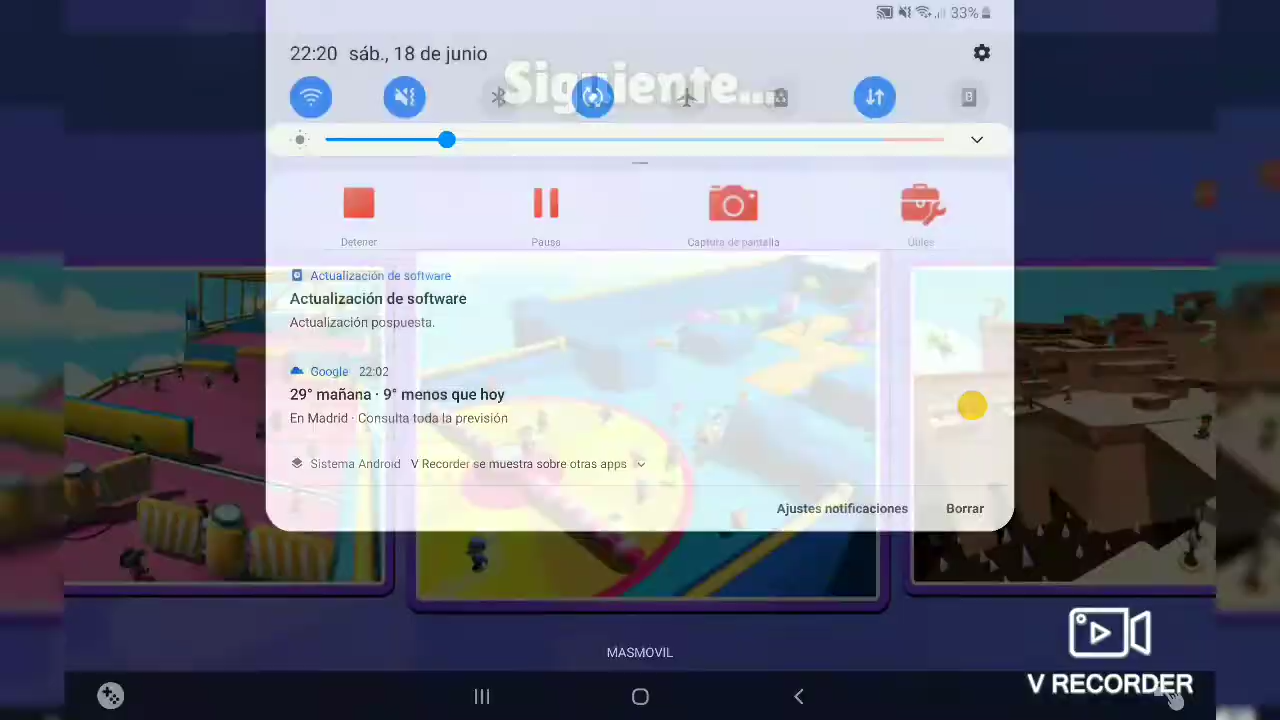 33%
22:20 sáb., 18 de junio
Siguiente...
Detener
Pausa
Captura de pantalla
Útiles
Actualización de software
Actualización de software
Actualización pospuesta.
Google 22:02
29° mañana · 9° menos que hoy
En Madrid · Consulta toda la previsión
Sistema Android V Recorder se muestra sobre otras apps
Ajustes notificaciones Borrar
MASMOVIL
V RECORDER